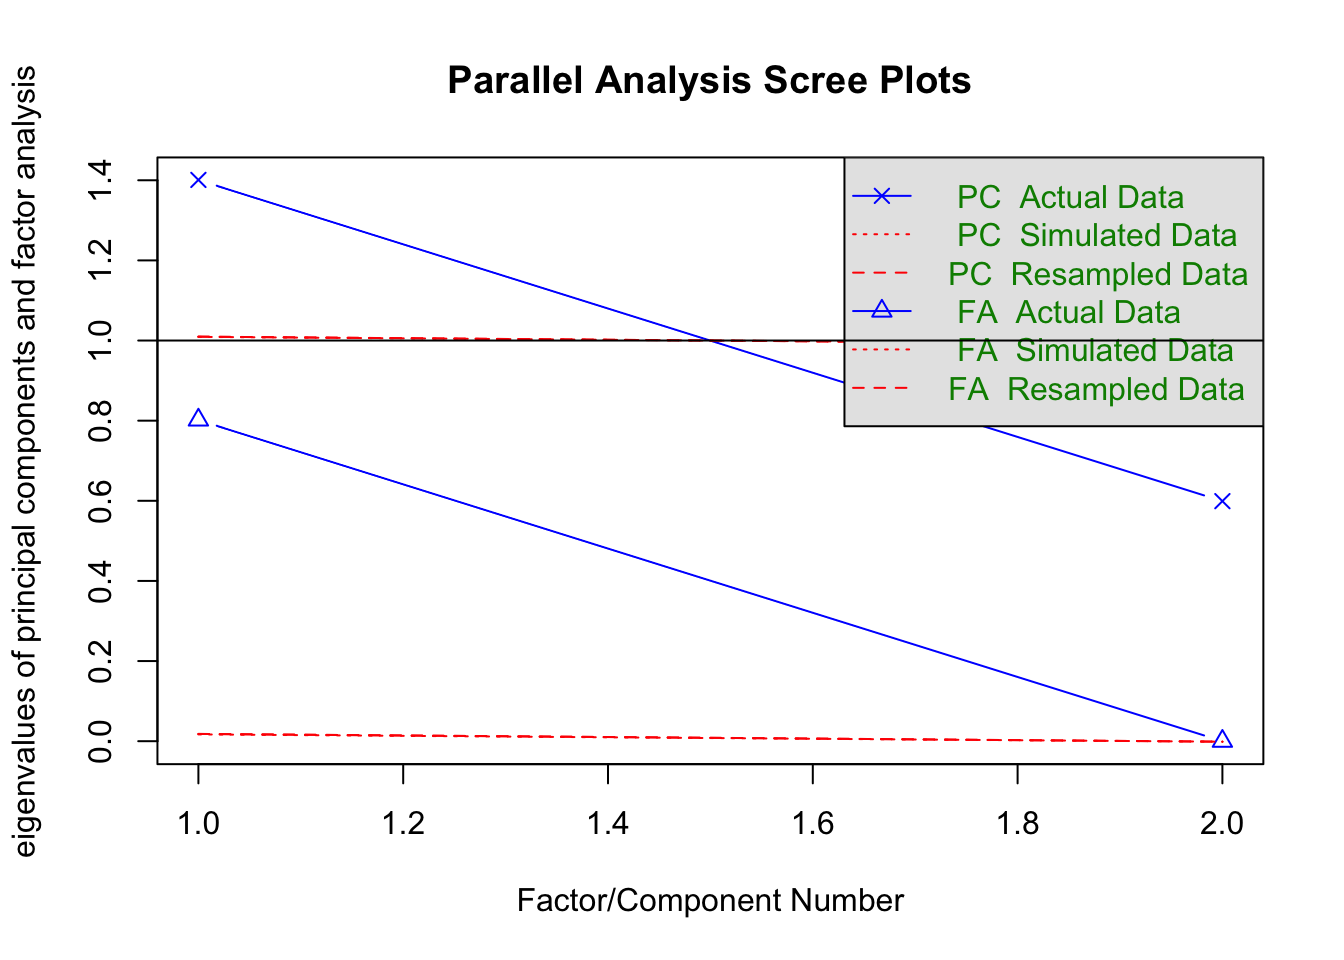 Parallel Analysis Scree Plots
eigenvalues of principal components and factor analysis
1.4
1.2
1.0
0.8
0.6
0.4
0.2
0.0
PC Actual Data
PC Simulated Data
PC Resampled Data
FA Actual Data
FA Simulated Data
FA Resampled Data
1.0 1.2 1.4 1.6 1.8 2.0
Factor/Component Number